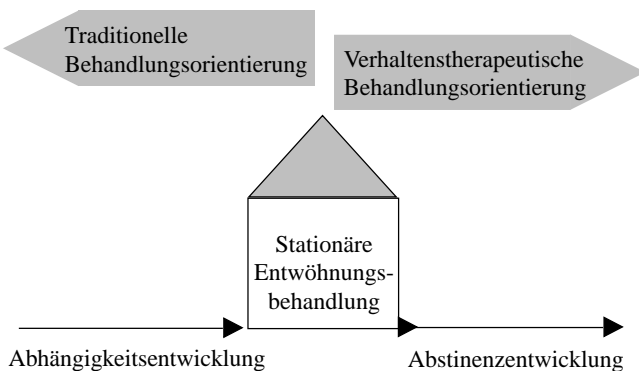 Traditionelle
Behandlungsorientierung
Verhaltenstherapeutische
Behandlungsorientierung
Stationäre
Entwöhnungs-
behandlung
Abhängigkeitsentwicklung
Abstinenzentwicklung